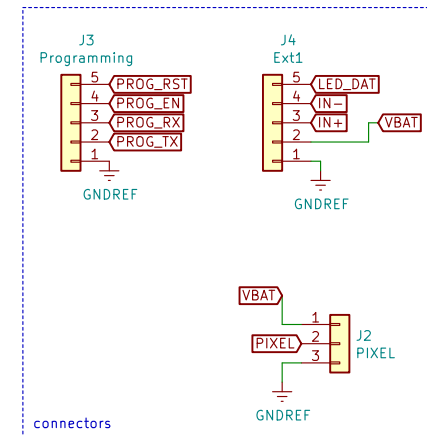 J3
Programming
5 PROG_RST
4 PROG_EN
3 PROG_RX
2 PROG_TX
1
GNDREF
J4
Ext1
5 LED_DAT
4 IN-
3 IN+
2 VBAT
1
GNDREF
VBAT
1
PIXEL 2
3
J2
PIXEL
GNDREF
connectors